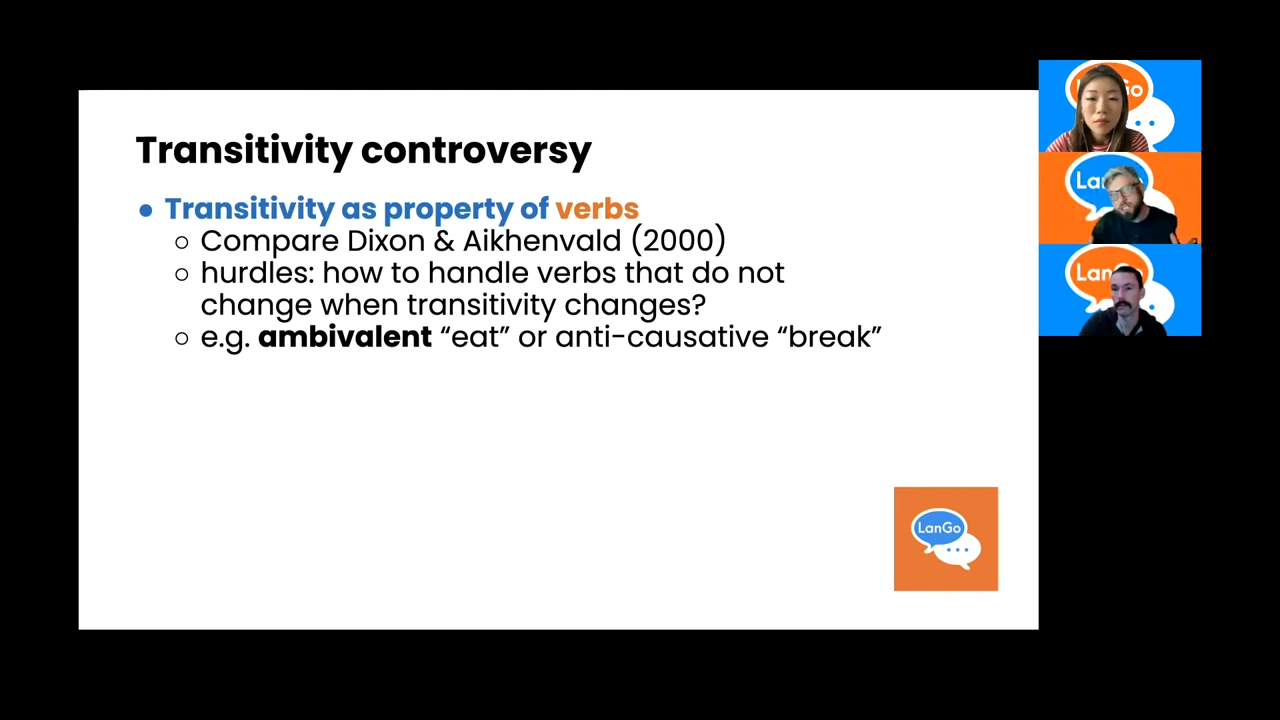 Transitivity controversy
● Transitivity as property of verbs
○ Compare Dixon & Aikhenvald (2000)
○ hurdles: how to handle verbs that do not
change when transitivity changes?
○ e.g. ambivalent “eat” or anti-causative “break”
LanGo